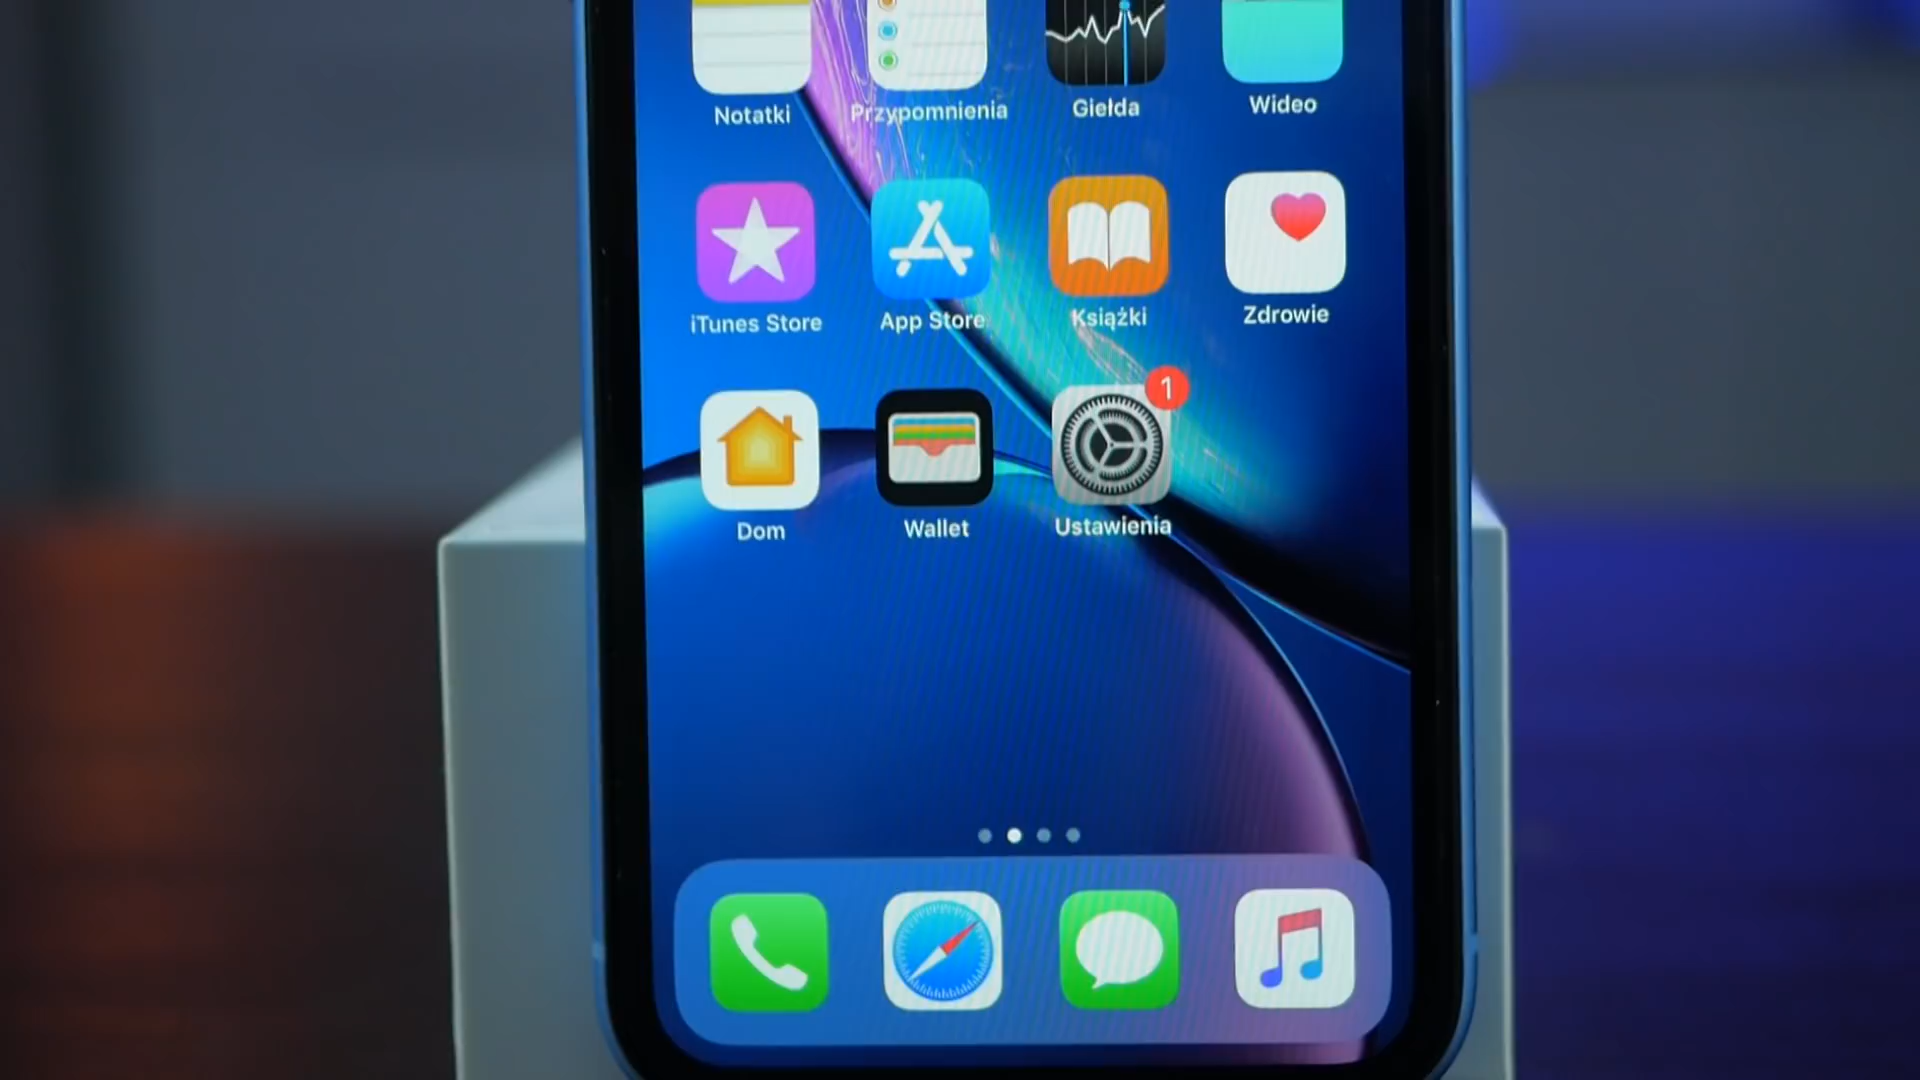 Notatki Przypomnienia Giełda Wideo
iTunes Store App Store Książki Zdrowie
1
Dom Wallet Ustawienia